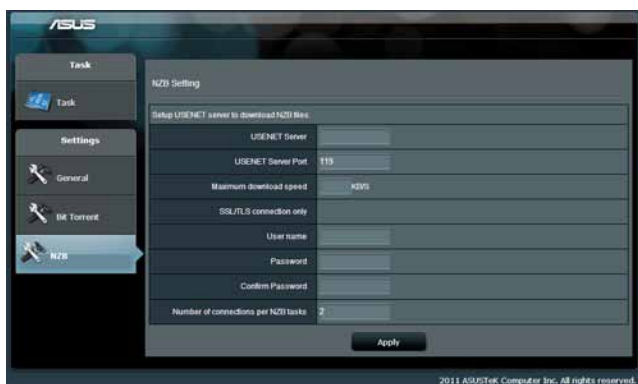 ASUS
Task
Task
Settings
General
Bit Torrent
NZB
NZB Setting
Setup USENET server to download NZB files.
USENET Server
USENET Server Port 119
Maximum download speed KB/S
SSL/TLS connection only
User name
Password
Confirm Password
Number of connections per NZB tasks 2
Apply
2011 ASUSTeK Computer Inc. All rights reserved.